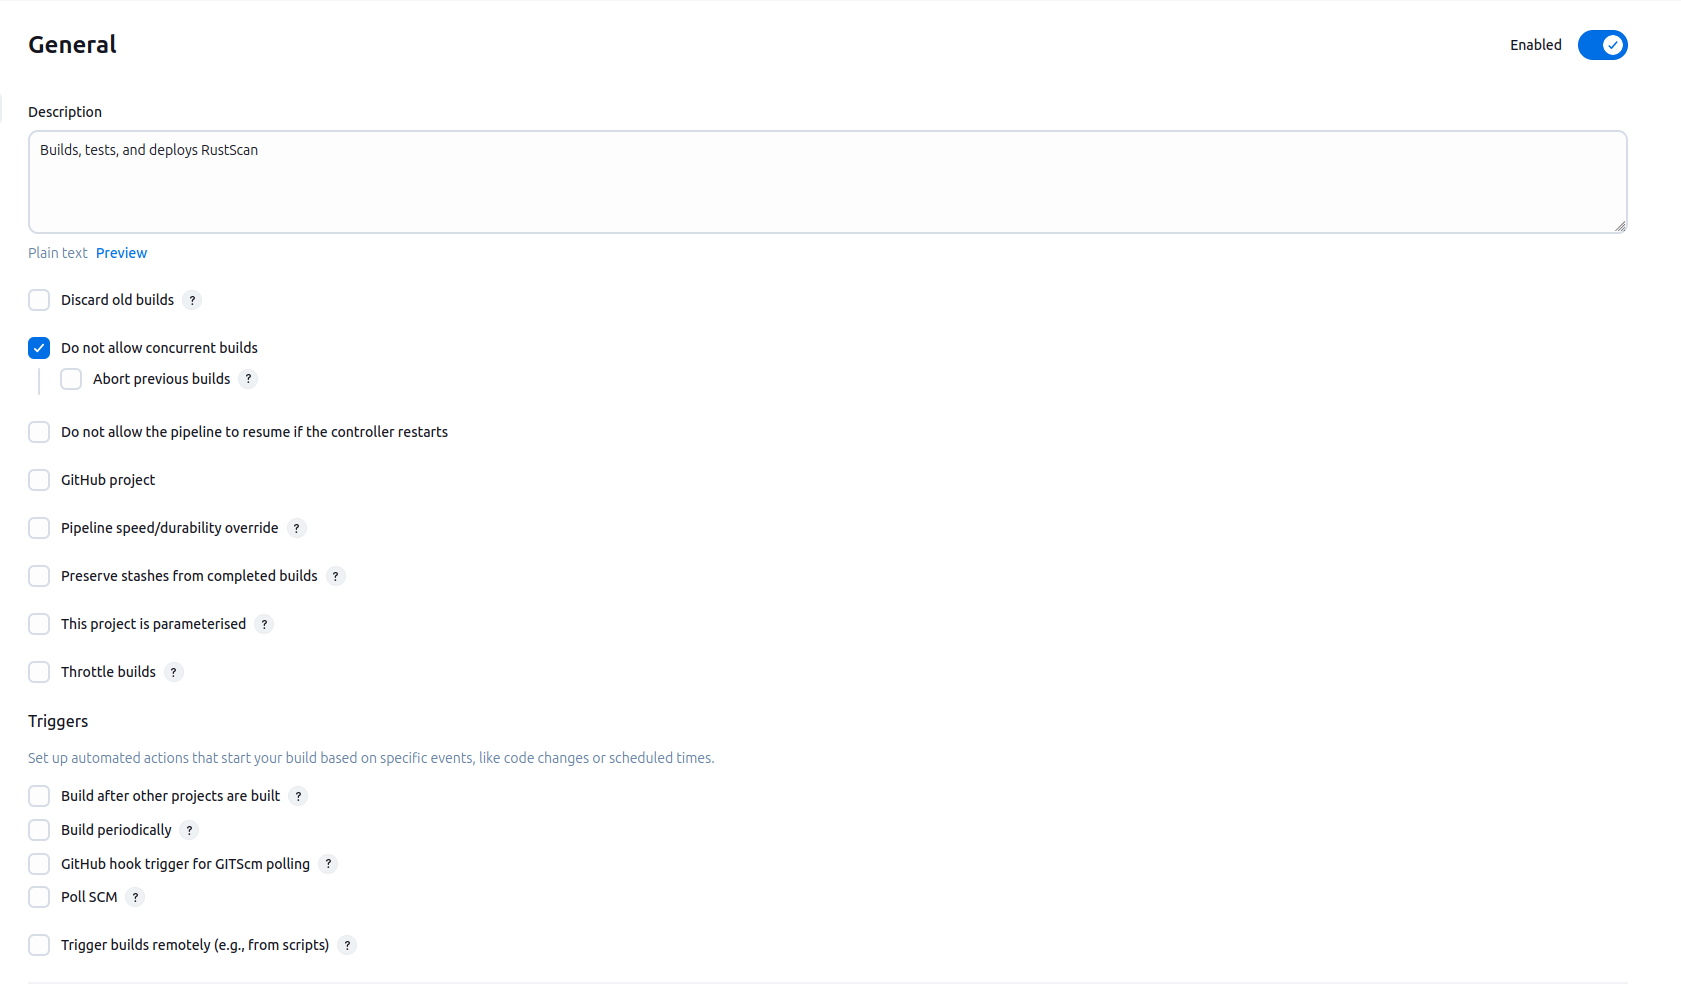 General
Enabled
Description
Builds, tests, and deploys RustScan
Plain text Preview
Discard old builds ?
Do not allow concurrent builds
Abort previous builds ?
Do not allow the pipeline to resume if the controller restarts
GitHub project
Pipeline speed/durability override ?
Preserve stashes from completed builds ?
This project is parameterised ?
Throttle builds ?
Triggers
Set up automated actions that start your build based on specific events, like code changes or scheduled times.
Build after other projects are built ?
Build periodically ?
GitHub hook trigger for GITScm polling ?
Poll SCM ?
Trigger builds remotely (e.g., from scripts) ?